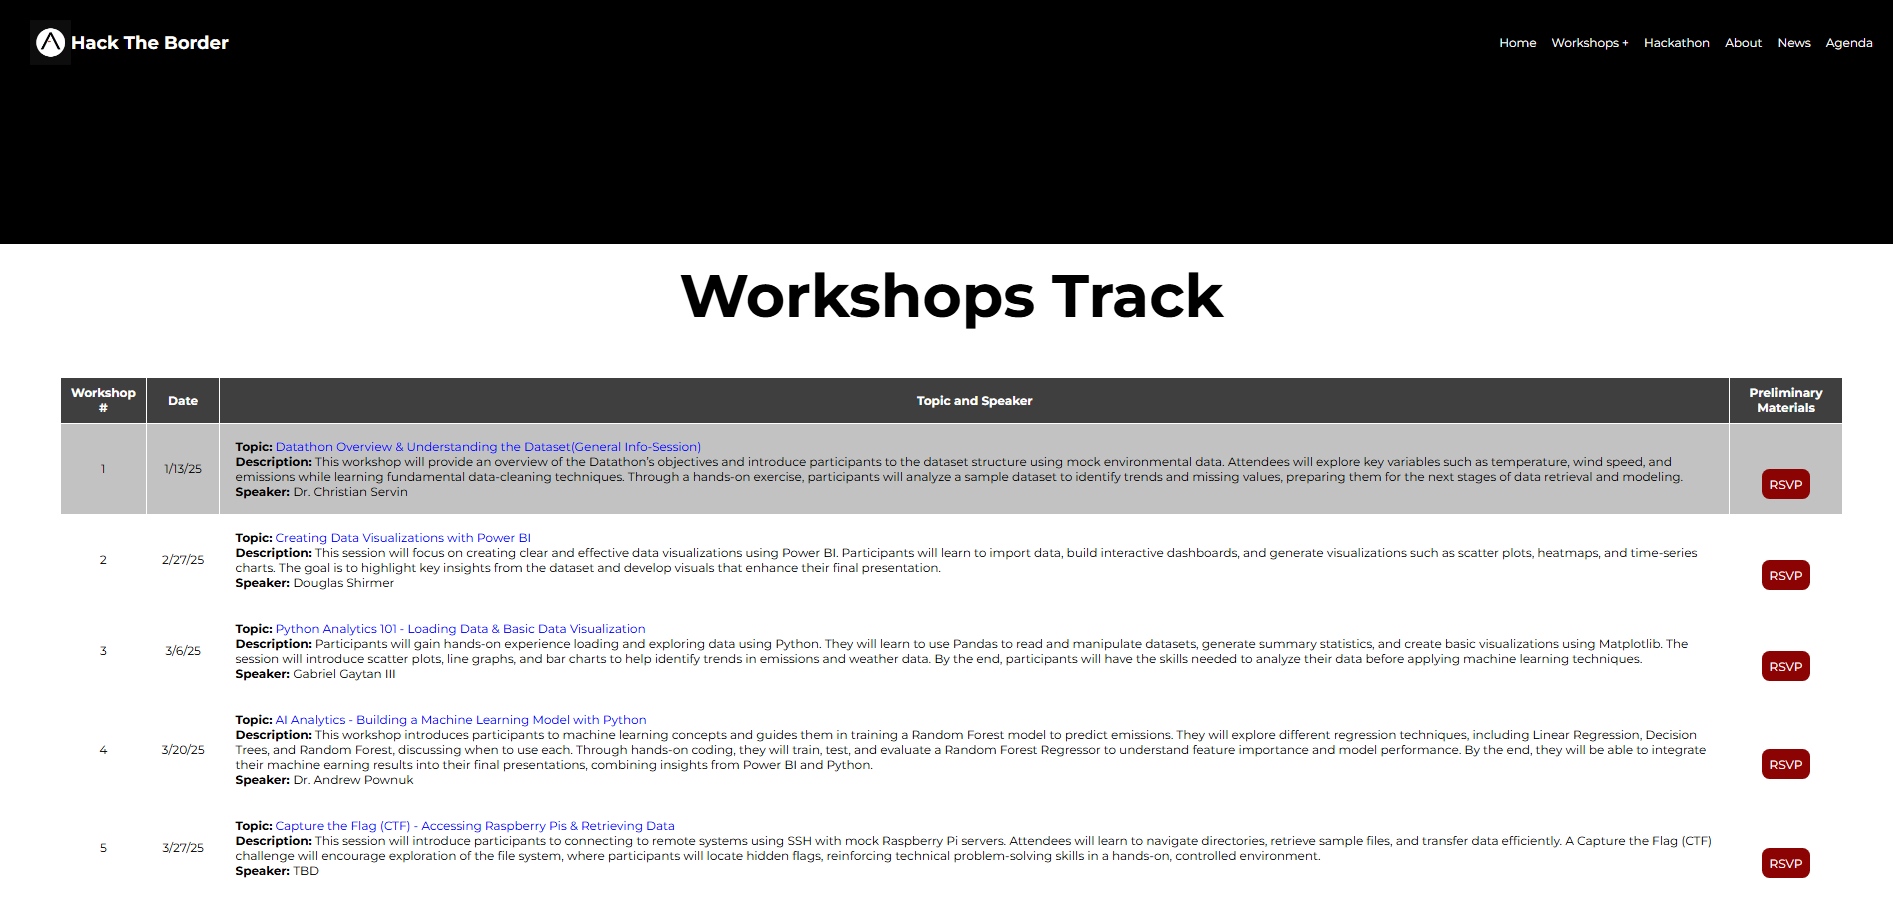 Hack The Border
Home Workshops + Hackathon About News Agenda
Workshops Track
Workshop # Date Topic and Speaker Preliminary Materials
1 1/13/25
Topic: Datathon Overview & Understanding the Dataset(General Info-Session)
Description: This workshop will provide an overview of the Datathon's objectives and introduce participants to the dataset structure using mock environmental data. Attendees will explore key variables such as temperature, wind speed, and
emissions while learning fundamental data-cleaning techniques. Through a hands-on exercise, participants will analyze a sample dataset to identify trends and missing values, preparing them for the next stages of data retrieval and modeling.
Speaker: Dr. Christian Servin
RSVP
2 2/27/25
Topic: Creating Data Visualizations with Power BI
Description: This session will focus on creating clear and effective data visualizations using Power BI. Participants will learn to import data, build interactive dashboards, and generate visualizations such as scatter plots, heatmaps, and time-series
charts. The goal is to highlight key insights from the dataset and develop visuals that enhance their final presentation.
Speaker: Douglas Shirmer
RSVP
3 3/6/25
Topic: Python Analytics 101 - Loading Data & Basic Data Visualization
Description: Participants will gain hands-on experience loading and exploring data using Python. They will learn to use Pandas to read and manipulate datasets, generate summary statistics, and create basic visualizations using Matplotlib. The
session will introduce scatter plots, line graphs, and bar charts to help identify trends in emissions and weather data. By the end, participants will have the skills needed to analyze their data before applying machine learning techniques.
Speaker: Gabriel Gaytan III
RSVP
4 3/20/25
Topic: AI Analytics - Building a Machine Learning Model with Python
Description: This workshop introduces participants to machine learning concepts and guides them in training a Random Forest model to predict emissions. They will explore different regression techniques, including Linear Regression, Decision
Trees, and Random Forest, discussing when to use each. Through hands-on coding, they will train, test, and evaluate a Random Forest Regressor to understand feature importance and model performance. By the end, they will be able to integrate
their machine earning results into their final presentations, combining insights from Power BI and Python.
Speaker: Dr. Andrew Pownuk
RSVP
5 3/27/25
Topic: Capture the Flag (CTF) - Accessing Raspberry Pis & Retrieving Data
Description: This session will introduce participants to connecting to remote systems using SSH with mock Raspberry Pi servers. Attendees will learn to navigate directories, retrieve sample files, and transfer data efficiently. A Capture the Flag (CTF)
challenge will encourage exploration of the file system, where participants will locate hidden flags, reinforcing technical problem-solving skills in a hands-on, controlled environment.
Speaker: TBD
RSVP